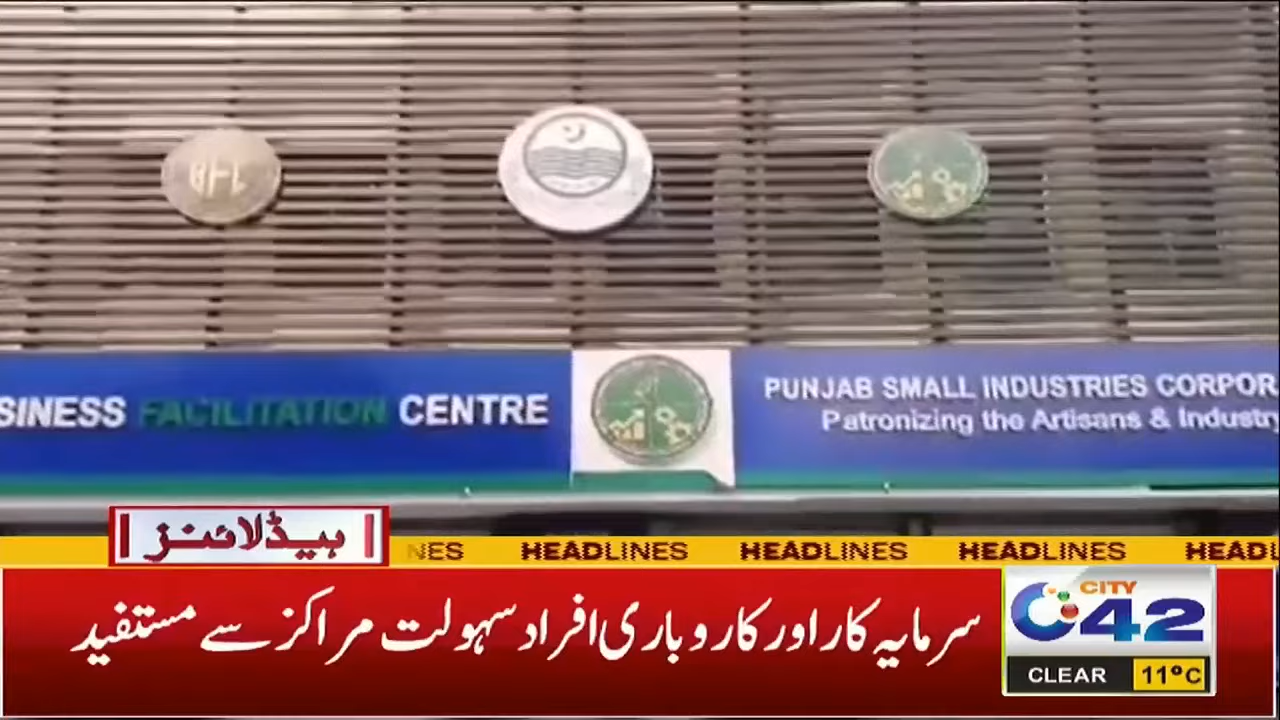 SINESS FACILITATION CENTRE
PUNJAB SMALL INDUSTRIES CORPOR
Patronizing the Artisans & Industry
ہیڈلائنز
NES HEADLINES HEADLINES HEADLINES HEADL
سرمایہ کار اور کاروباری افراد سہولت مراکز سے مستفید
CITY
42
CLEAR 11°C